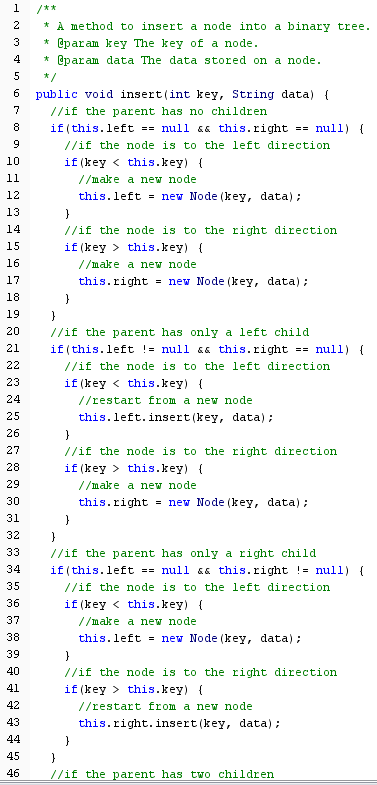 1 /**
2  * A method to insert a node into a binary tree.
3  * @param key The key of a node.
4  * @param data The data stored on a node.
5  */
6 public void insert(int key, String data) {
7   //if the parent has no children
8   if(this.left == null && this.right == null) {
9     //if the node is to the left direction
10     if(key < this.key) {
11       //make a new node
12       this.left = new Node(key, data);
13     }
14     //if the node is to the right direction
15     if(key > this.key) {
16       //make a new node
17       this.right = new Node(key, data);
18     }
19   }
20   //if the parent has only a left child
21   if(this.left != null && this.right == null) {
22     //if the node is to the left direction
23     if(key < this.key) {
24       //restart from a new node
25       this.left.insert(key, data);
26     }
27     //if the node is to the right direction
28     if(key > this.key) {
29       //make a new node
30       this.right = new Node(key, data);
31     }
32   }
33   //if the parent has only a right child
34   if(this.left == null && this.right != null) {
35     //if the node is to the left direction
36     if(key < this.key) {
37       //make a new node
38       this.left = new Node(key, data);
39     }
40     //if the node is to the right direction
41     if(key > this.key) {
42       //restart from a new node
43       this.right.insert(key, data);
44     }
45   }
46   //if the parent has two children